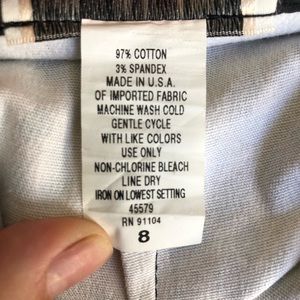 97% COTTON
3% SPANDEX
MADE IN U.S.A.
OF IMPORTED FABRIC
MACHINE WASH COLD
GENTLE CYCLE
WITH LIKE COLORS
USE ONLY
NON-CHLORINE BLEACH
LINE DRY
IRON ON LOWEST SETTING
45579
RN 91104
8